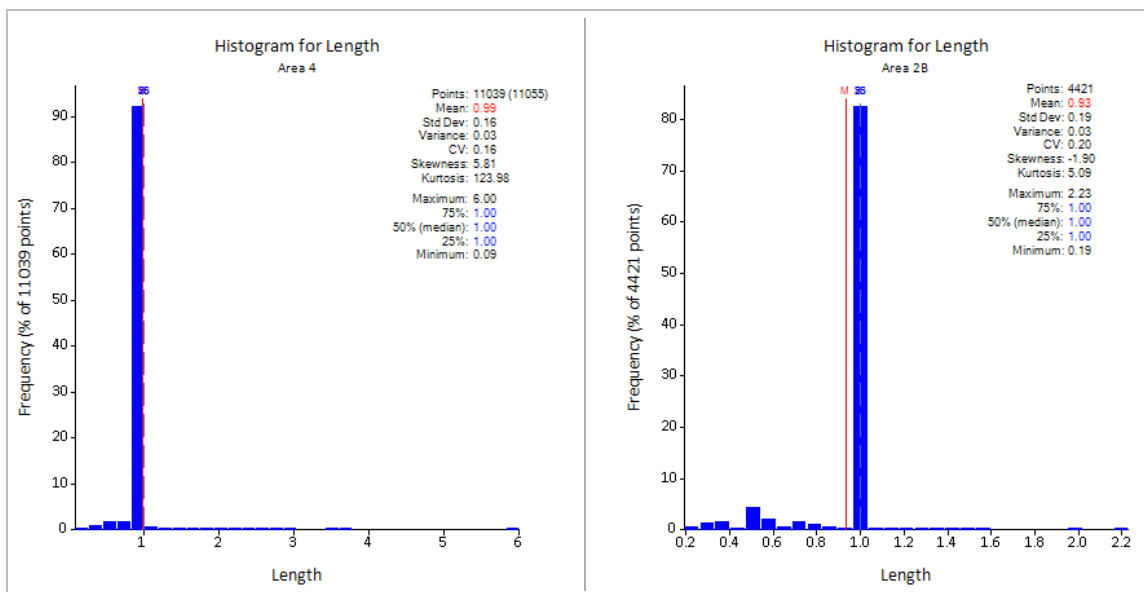 Histogram for Length
Area 4
Points: 11039 (11055)
Mean: 0.99
Std Dev: 0.16
Variance: 0.03
CV: 0.16
Skewness: 5.81
Kurtosis: 123.98
Maximum: 6.00
75%: 1.00
50% (median): 1.00
25%: 1.00
Minimum: 0.09
Frequency (% of 11039 points)
90
80
70
60
50
40
30
20
10
0
1 2 3 4 5 6
Length
Histogram for Length
Area 2B
M
Points: 4421
Mean: 0.93
Std Dev: 0.19
Variance: 0.03
CV: 0.20
Skewness: -1.90
Kurtosis: 5.09
Maximum: 2.23
75%: 1.00
50% (median): 1.00
25%: 1.00
Minimum: 0.19
Frequency (% of 4421 points)
80
70
60
50
40
30
20
10
0
0.2 0.4 0.6 0.8 1.0 1.2 1.4 1.6 1.8 2.0 2.2
Length